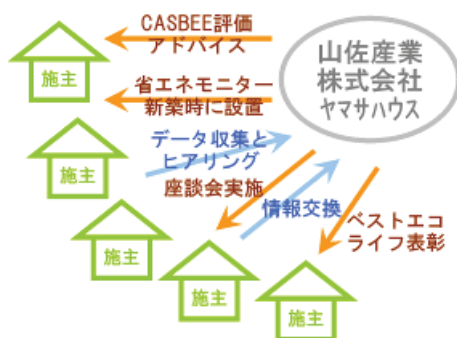 CASBEE評価
アドバイス
山佐産業
株式会社
ヤマサハウス
施主
省エネモニター
新築時に設置
データ収集と
ヒアリング
施主
座談会実施
情報交換
ベストエコ
ライフ表彰
施主
施主
施主